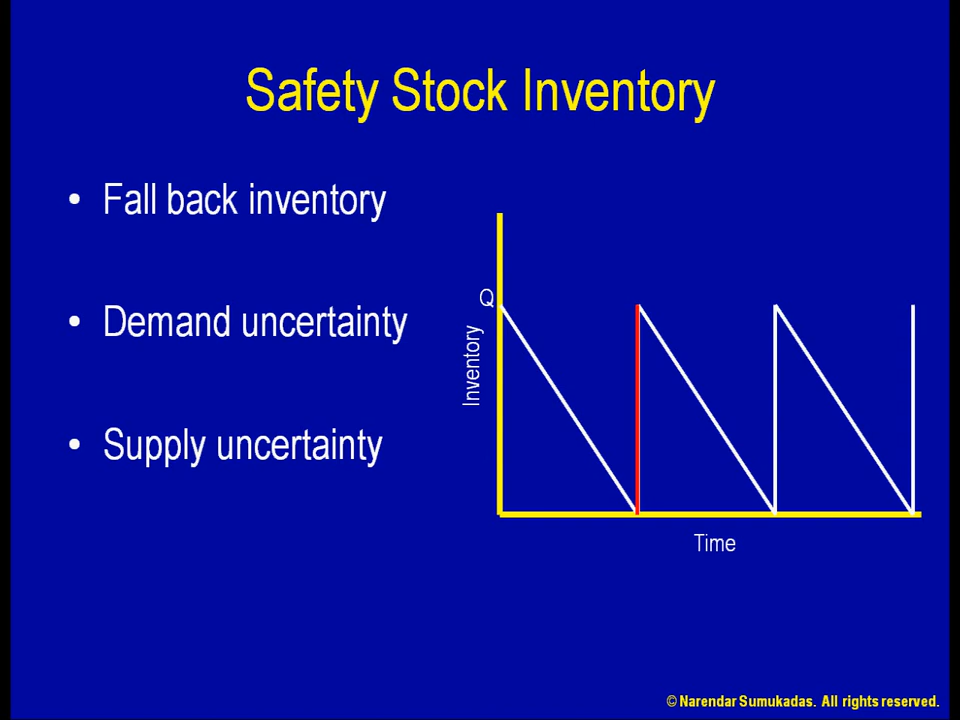 Safety Stock Inventory
• Fall back inventory
• Demand uncertainty
• Supply uncertainty
Q
Inventory
Time
© Narendar Sumukadas. All rights reserved.